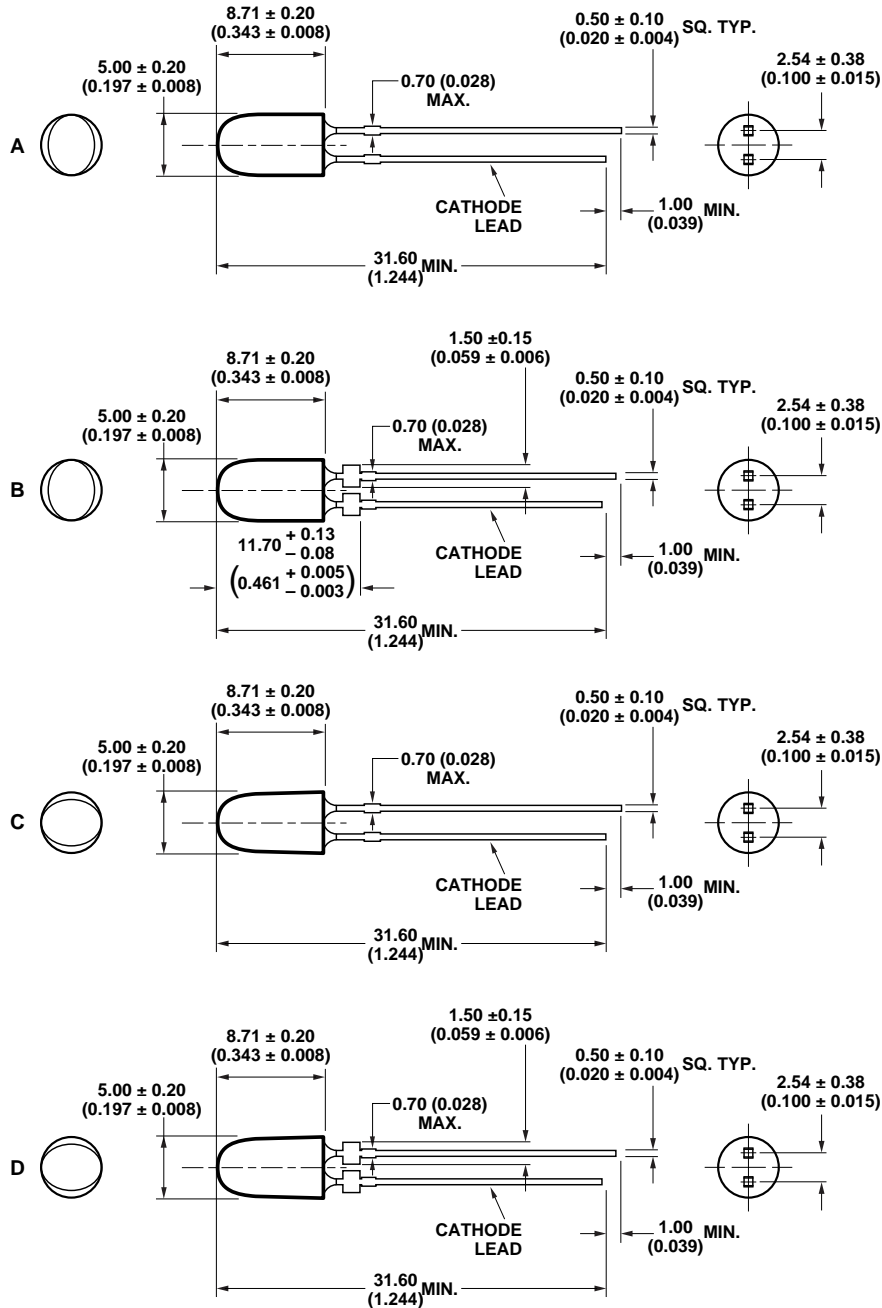 8.71 ± 0.20
(0.343 ± 0.008)
5.00 ± 0.20
(0.197 ± 0.008)
0.70 (0.028)
MAX.
0.50 ± 0.10
(0.020 ± 0.004) SQ. TYP.
2.54 ± 0.38
(0.100 ± 0.015)
A
CATHODE
LEAD
1.00
(0.039) MIN.
31.60
(1.244) MIN.
8.71 ± 0.20
(0.343 ± 0.008)
1.50 ±0.15
(0.059 ± 0.006)
5.00 ± 0.20
(0.197 ± 0.008)
0.70 (0.028)
MAX.
0.50 ± 0.10
(0.020 ± 0.004) SQ. TYP.
2.54 ± 0.38
(0.100 ± 0.015)
B
11.70 + 0.13
– 0.08
(0.461 + 0.005
– 0.003)
CATHODE
LEAD
1.00
(0.039) MIN.
31.60
(1.244) MIN.
8.71 ± 0.20
(0.343 ± 0.008)
5.00 ± 0.20
(0.197 ± 0.008)
0.70 (0.028)
MAX.
0.50 ± 0.10
(0.020 ± 0.004) SQ. TYP.
2.54 ± 0.38
(0.100 ± 0.015)
C
CATHODE
LEAD
1.00
(0.039) MIN.
31.60
(1.244) MIN.
8.71 ± 0.20
(0.343 ± 0.008)
1.50 ±0.15
(0.059 ± 0.006)
5.00 ± 0.20
(0.197 ± 0.008)
0.70 (0.028)
MAX.
0.50 ± 0.10
(0.020 ± 0.004) SQ. TYP.
2.54 ± 0.38
(0.100 ± 0.015)
D
CATHODE
LEAD
1.00
(0.039) MIN.
31.60
(1.244) MIN.